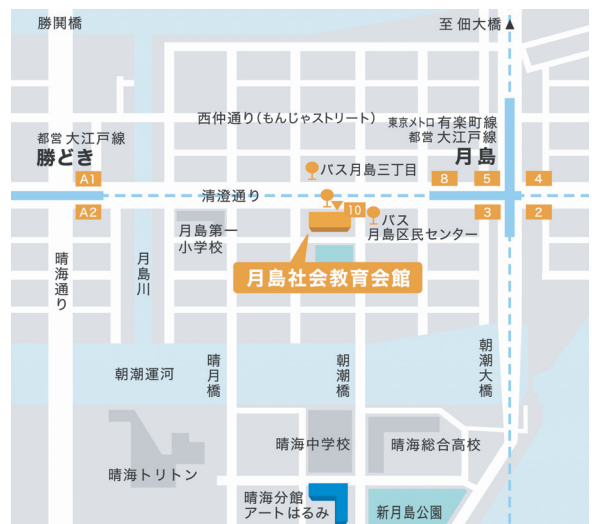 勝鬨橋
至 佃大橋▲
西仲通り（もんじゃストリート）
東京メトロ 有楽町線
都営 大江戸線
月島
都営 大江戸線
勝どき
バス月島三丁目
A1
8
5
4
清澄通り
A2
10
3
2
月島第一
小学校
バス
月島区民センター
月島社会教育会館
晴海通り
月島川
朝潮運河
晴月橋
朝潮橋
朝潮大橋
晴海中学校
晴海総合高校
晴海トリトン
晴海分館
アートはるみ
新月島公園